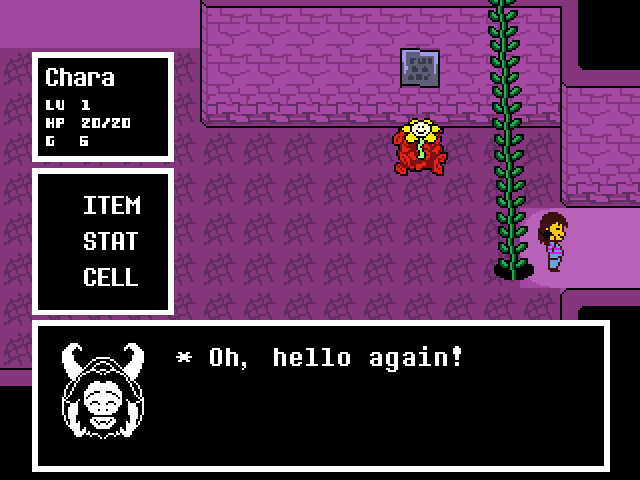 Chara
LV 1
HP 20/20
G 6
ITEM
STAT
CELL
* Oh, hello again!